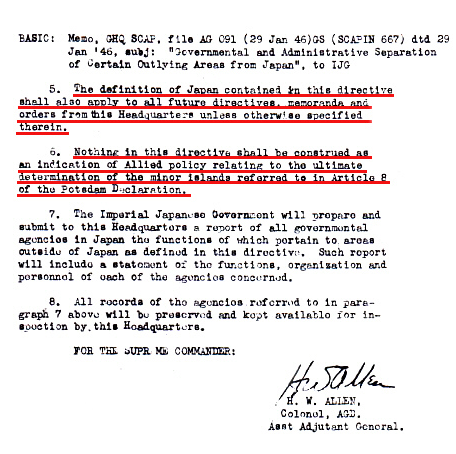 BASIC: Memo, GHQ SCAP, file AG 091 (29 Jan 46)GS (SCAPIN 667) dtd 29
Jan '46, subj: "Governmental and Administrative Separation
of Certain Outlying Areas from Japan", to IJG
5. The definition of Japan contained in this directive
shall also apply to all future directives, memoranda and
orders from this Headquarters unless otherwise specified
therein.
6. Nothing in this directive shall be construed as
an indication of Allied policy relating to the ultimate
determination of the minor islands referred to in Article 8
of the Potsdam Declaration.
7. The Imperial Japanese Government will prepare and
submit to this Headquarters a report of all governmental
agencies in Japan the functions of which pertain to areas
outside of Japan as defined in this directive. Such report
will include a statement of the functions, organization and
personnel of each of the agencies concerned.
8. All records of the agencies referred to in para-
graph 7 above will be preserved and kept available for in-
spection by this Headquarters.
FOR THE SUPR ME COMMANDER:
H. W. Allen
H. W. ALLEN,
Colonel, AGD.
Asst Adjutant General.